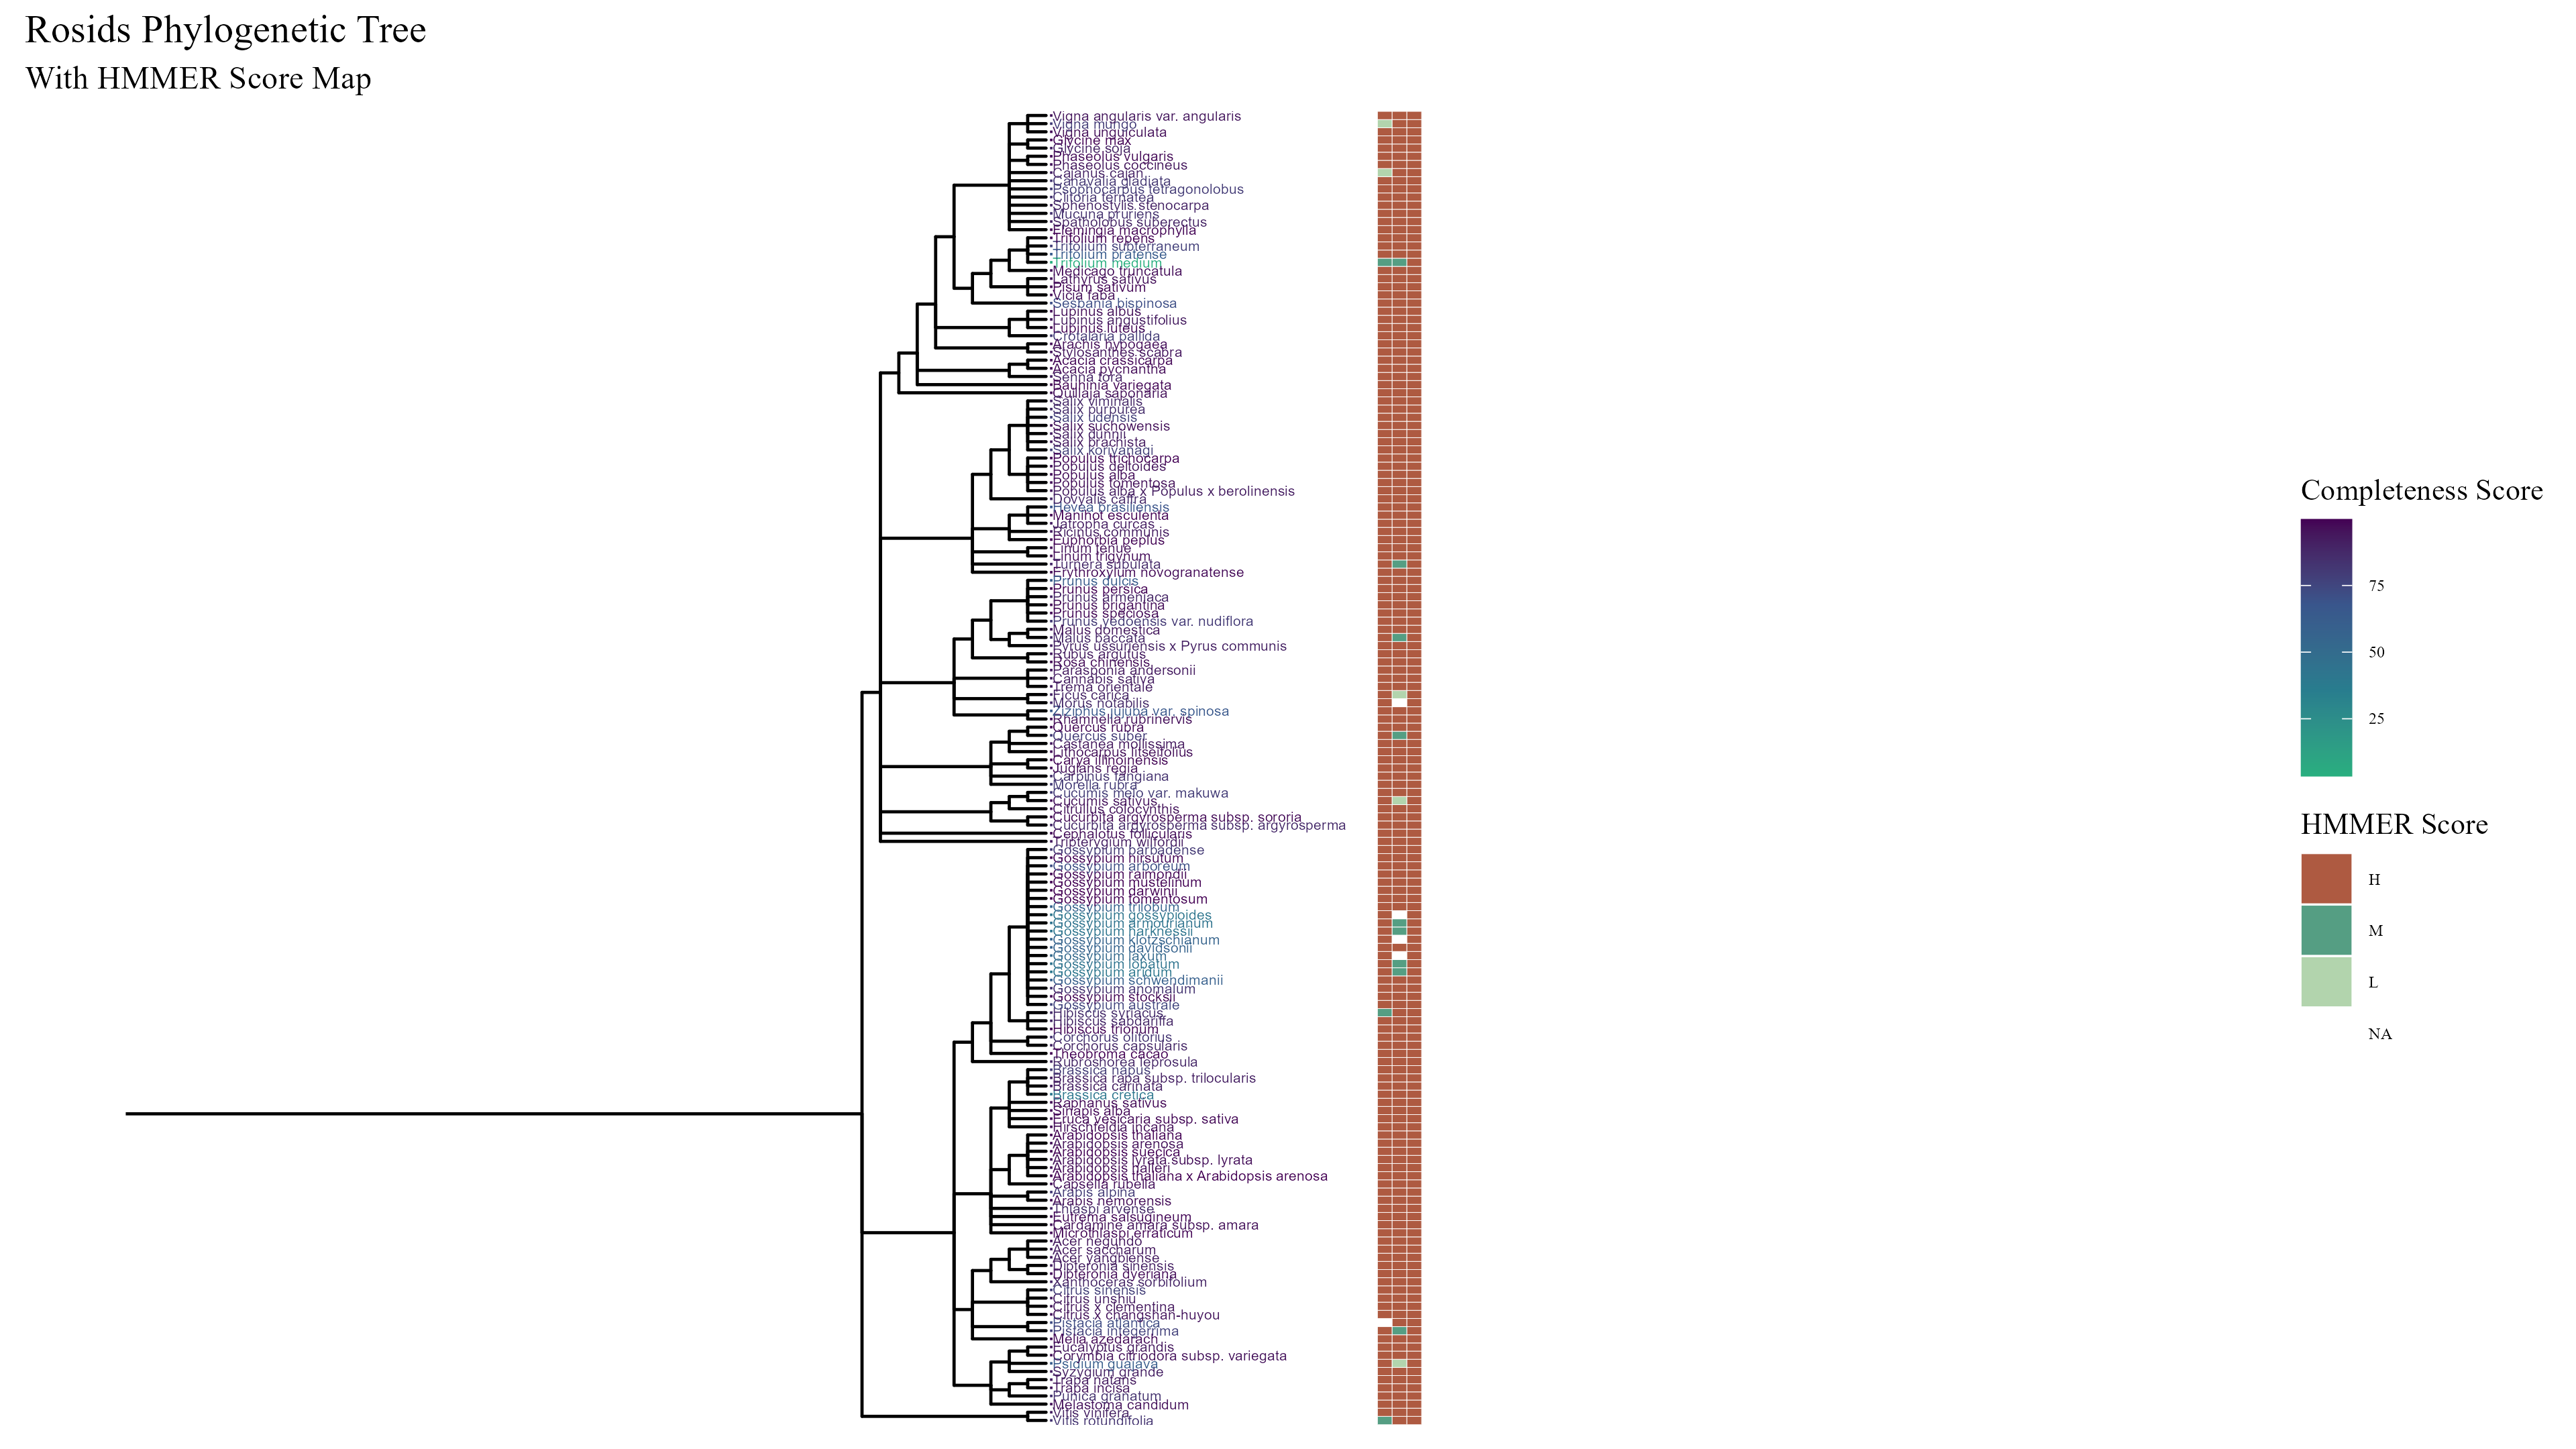 Rosids Phylogenetic Tree
With HMMER Score Map
Vigna angularis var. angularis
Vigna mungo
Vigna unguiculata
Glycine max
Glycine soja
Phaseolus vulgaris
Phaseolus coccineus
Cajanus cajan
Canavalia gladiata
Psophocarpus tetragonolobus
Clitoria ternatea
Sphenostylis stenocarpa
Mucuna pruriens
Spatholobus suberectus
Flemingia macrophylla
Trifolium repens
Trifolium subterraneum
Trifolium pratense
Trifolium medium
Medicago truncatula
Lathyrus sativus
Pisum sativum
Vicia faba
Sesbania bispinosa
Lupinus albus
Lupinus angustifolius
Lupinus luteus
Crotalaria pallida
Arachis hypogaea
Stylosanthes scabra
Acacia crassicarpa
Acacia pycnantha
Senna tora
Bauhinia variegata
Quillaja saponaria
Salix viminalis
Salix purpurea
Salix udensis
Salix suchowensis
Salix dunnii
Salix brachista
Salix koriyanagi
Populus trichocarpa
Populus deltoides
Populus alba
Populus tomentosa
Populus alba x Populus x berolinensis
Dovyalis caffra
Hevea brasiliensis
Manihot esculenta
Jatropha curcas
Ricinus communis
Euphorbia peplus
Linum tenue
Linum trigynum
Turnera subulata
Erythroxylum novogranatense
Prunus dulcis
Prunus persica
Prunus armeniaca
Prunus brigantina
Prunus speciosa
Prunus yedoensis var. nudiflora
Malus domestica
Malus baccata
Pyrus ussuriensis x Pyrus communis
Rubus argutus
Rosa chinensis
Parasponia andersonii
Cannabis sativa
Trema orientale
Ficus carica
Morus notabilis
Ziziphus jujuba var. spinosa
Rhamnella rubrinervis
Quercus rubra
Quercus suber
Castanea mollissima
Lithocarpus litseifolius
Carya illinoinensis
Juglans regia
Carpinus fangiana
Morella rubra
Cucumis melo var. makuwa
Cucumis sativus
Citrullus colocynthis
Cucurbita argyrosperma subsp. sororia
Cucurbita argyrosperma subsp. argyrosperma
Cephalotus follicularis
Tripterygium wilfordii
Gossypium barbadense
Gossypium hirsutum
Gossypium arboreum
Gossypium raimondii
Gossypium mustelinum
Gossypium darwinii
Gossypium tomentosum
Gossypium trilobum
Gossypium gossypioides
Gossypium armourianum
Gossypium harknessii
Gossypium klotzschianum
Gossypium davidsonii
Gossypium laxum
Gossypium lobatum
Gossypium aridum
Gossypium schwendimanii
Gossypium anomalum
Gossypium stocksii
Gossypium australe
Hibiscus syriacus
Hibiscus sabdariffa
Hibiscus trionum
Corchorus olitorius
Corchorus capsularis
Theobroma cacao
Rubroshorea leprosula
Brassica napus
Brassica rapa subsp. trilocularis
Brassica carinata
Brassica cretica
Raphanus sativus
Sinapis alba
Eruca vesicaria subsp. sativa
Hirschfeldia incana
Arabidopsis thaliana
Arabidopsis arenosa
Arabidopsis suecica
Arabidopsis lyrata subsp. lyrata
Arabidopsis halleri
Arabidopsis thaliana x Arabidopsis arenosa
Capsella rubella
Arabis alpina
Arabis nemorensis
Thlaspi arvense
Eutrema salsugineum
Cardamine amara subsp. amara
Microthlaspi erraticum
Acer negundo
Acer saccharum
Acer yangbiense
Dipteronia sinensis
Dipteronia dyeriana
Xanthoceras sorbifolium
Citrus sinensis
Citrus unshiu
Citrus x clementina
Citrus x changshan-huyou
Pistacia atlantica
Pistacia integerrima
Melia azedarach
Eucalyptus grandis
Corymbia citriodora subsp. variegata
Psidium guajava
Syzygium grande
Trapa natans
Trapa incisa
Punica granatum
Melastoma candidum
Vitis vinifera
Vitis rotundifolia
Completeness Score
75
50
25
HMMER Score
H
M
L
NA